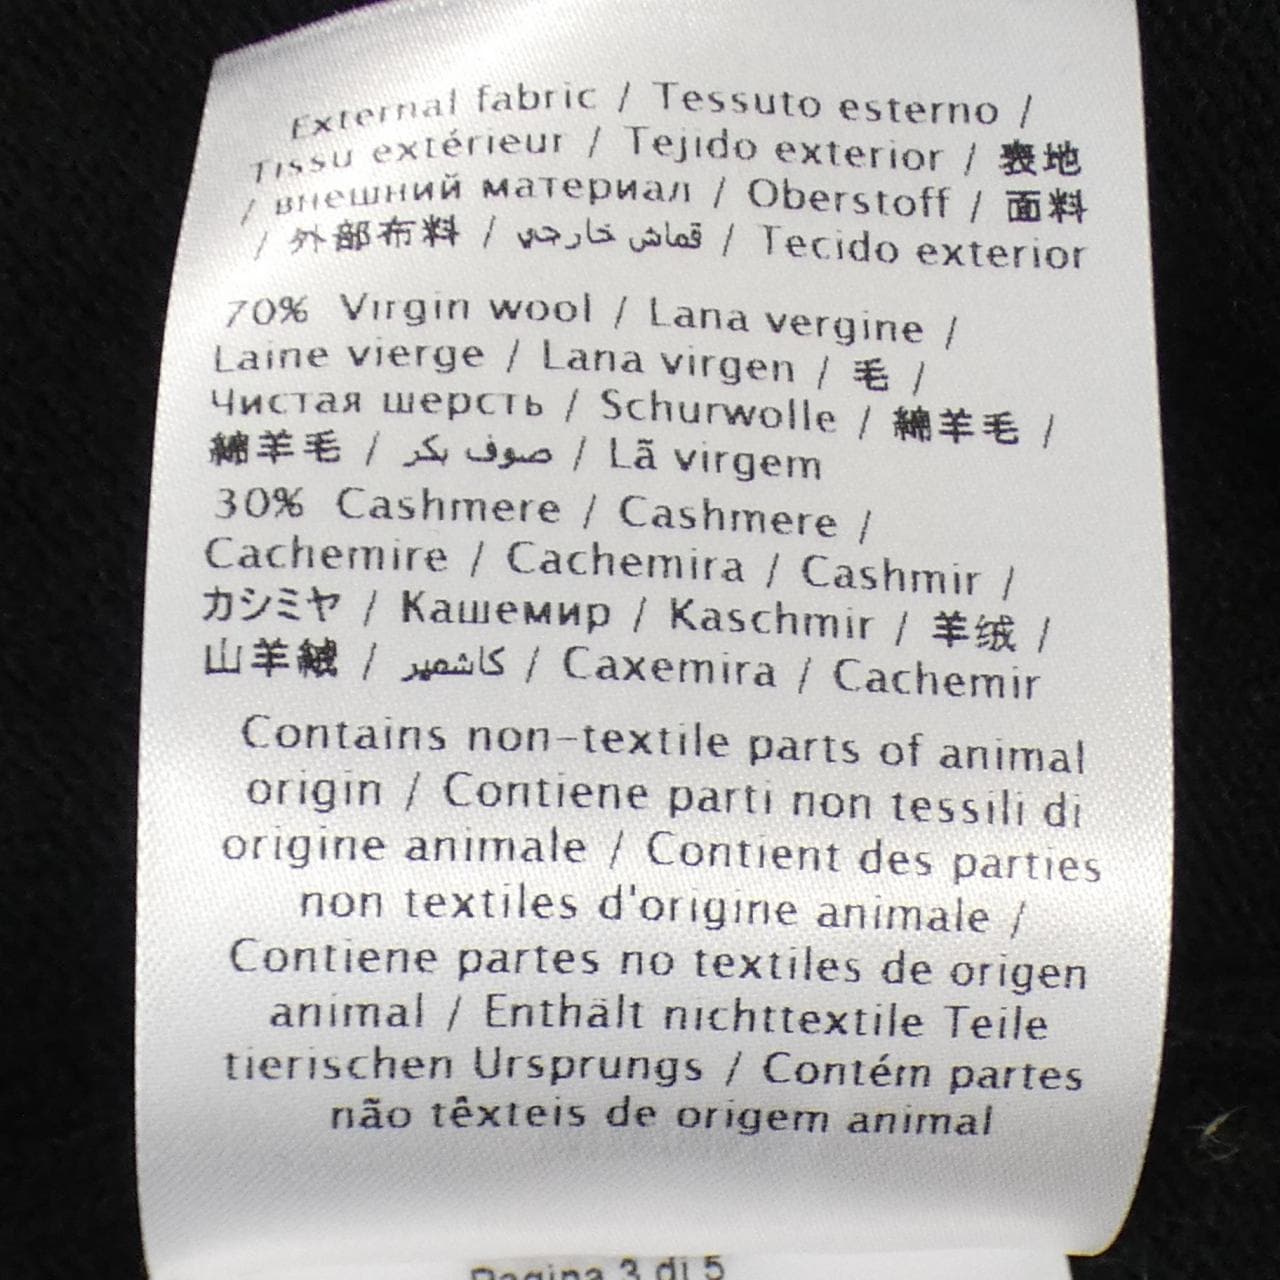 External fabric / Tessuto esterno /
Tissu extérieur / Tejido exterior / 表地
/ внешний материал / Oberstoff / 面料
/ 外部布料 / قماش خارجي / Tecido exterior
70% Virgin wool / Lana vergine /
Laine vierge / Lana virgen / 毛 /
Чистая шерсть / Schurwolle / 綿羊毛 /
綿羊毛 / صوف بكر / Lã virgem
30% Cashmere / Cashmere /
Cachemire / Cachemira / Cashmir /
カシミヤ / Кашемир / Kaschmir / 羊绒 /
山羊絨 / كاشمير / Caxemira / Cachemir
Contains non-textile parts of animal
origin / Contiene parti non tessili di
origine animale / Contient des parties
non textiles d'origine animale /
Contiene partes no textiles de origen
animal / Enthält nichttextile Teile
tierischen Ursprungs / Contém partes
não têxteis de origem animal
Pagina 3 di 5